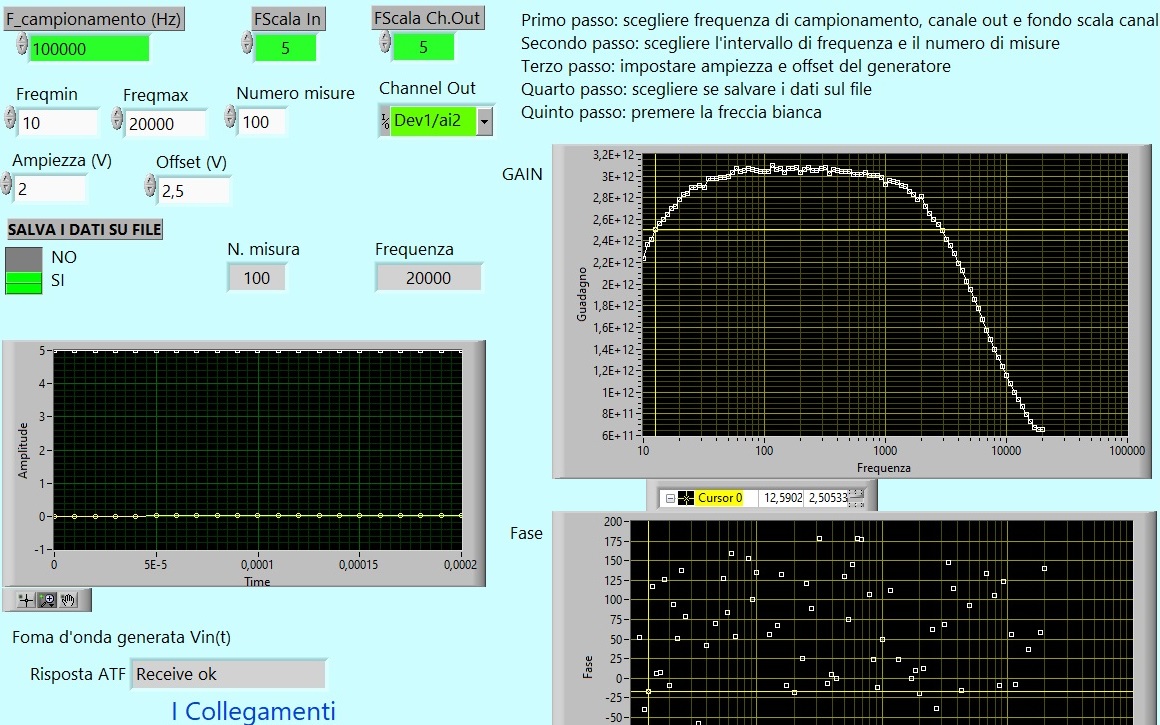 F_campionamento (Hz)
FScala In
FScala Ch.Out
100000
5
5
Freqmin
Freqmax
Numero misure
Channel Out
10
20000
100
Dev1/ai2
Ampiezza (V)
Offset (V)
2
2,5
SALVA I DATI SU FILE
NO
SI
N. misura
Frequenza
100
20000
Primo passo: scegliere frequenza di campionamento, canale out e fondo scala canal
Secondo passo: scegliere l'intervallo di frequenza e il numero di misure
Terzo passo: impostare ampiezza e offset del generatore
Quarto passo: scegliere se salvare i dati sul file
Quinto passo: premere la freccia bianca
GAIN
Guadagno
3,2E+12
3E+12
2,8E+12
2,6E+12
2,4E+12
2,2E+12
2E+12
1,8E+12
1,6E+12
1,4E+12
1,2E+12
1E+12
8E+11
6E+11
10
100
1000
10000
100000
Frequenza
Cursor 0
12,5902
2,50533
Amplitude
5
4
3
2
1
0
-1
0
5E-5
0,0001
0,00015
0,0002
Time
Foma d'onda generata Vin(t)
Risposta ATF
Receive ok
I Collegamenti
Fase
Fase
200
175
150
125
100
75
50
25
0
-25
-50